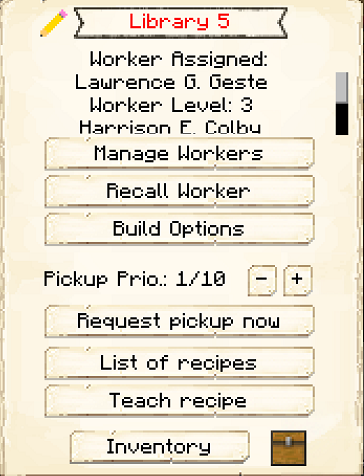 Library 5
Worker Assigned:
Lawrence G. Geste
Worker Level: 3
Harrison E. Colby
Manage Workers
Recall Worker
Build Options
Pickup Prio.: 1/10 - +
Request pickup now
List of recipes
Teach recipe
Inventory